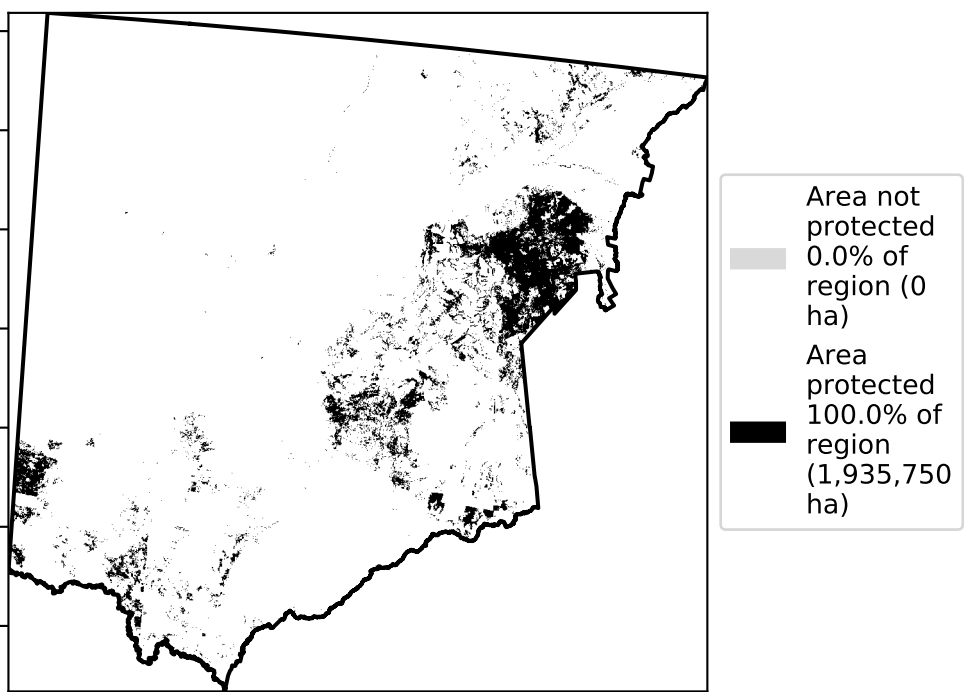 Area not
protected
0.0% of
region (0
ha)
Area
protected
100.0% of
region
(1,935,750
ha)